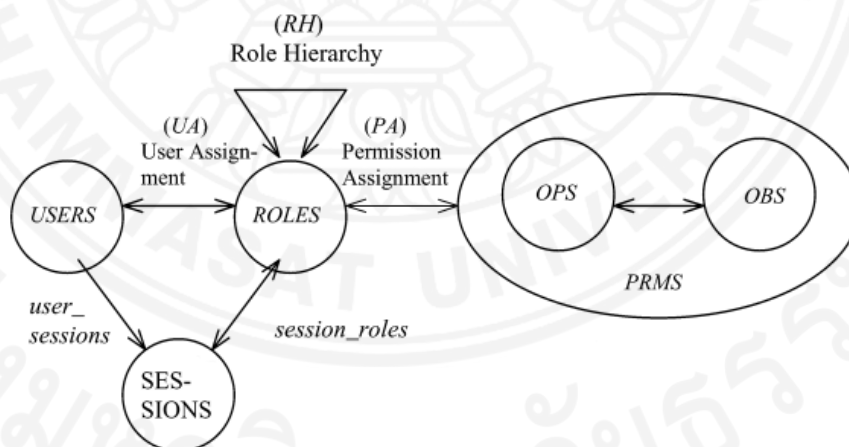 (RH)
Role Hierarchy
(UA)
User Assign-
ment
(PA)
Permission
Assignment
USERS
ROLES
OPS
OBS
PRMS
user_
sessions
session_roles
SES-
SIONS